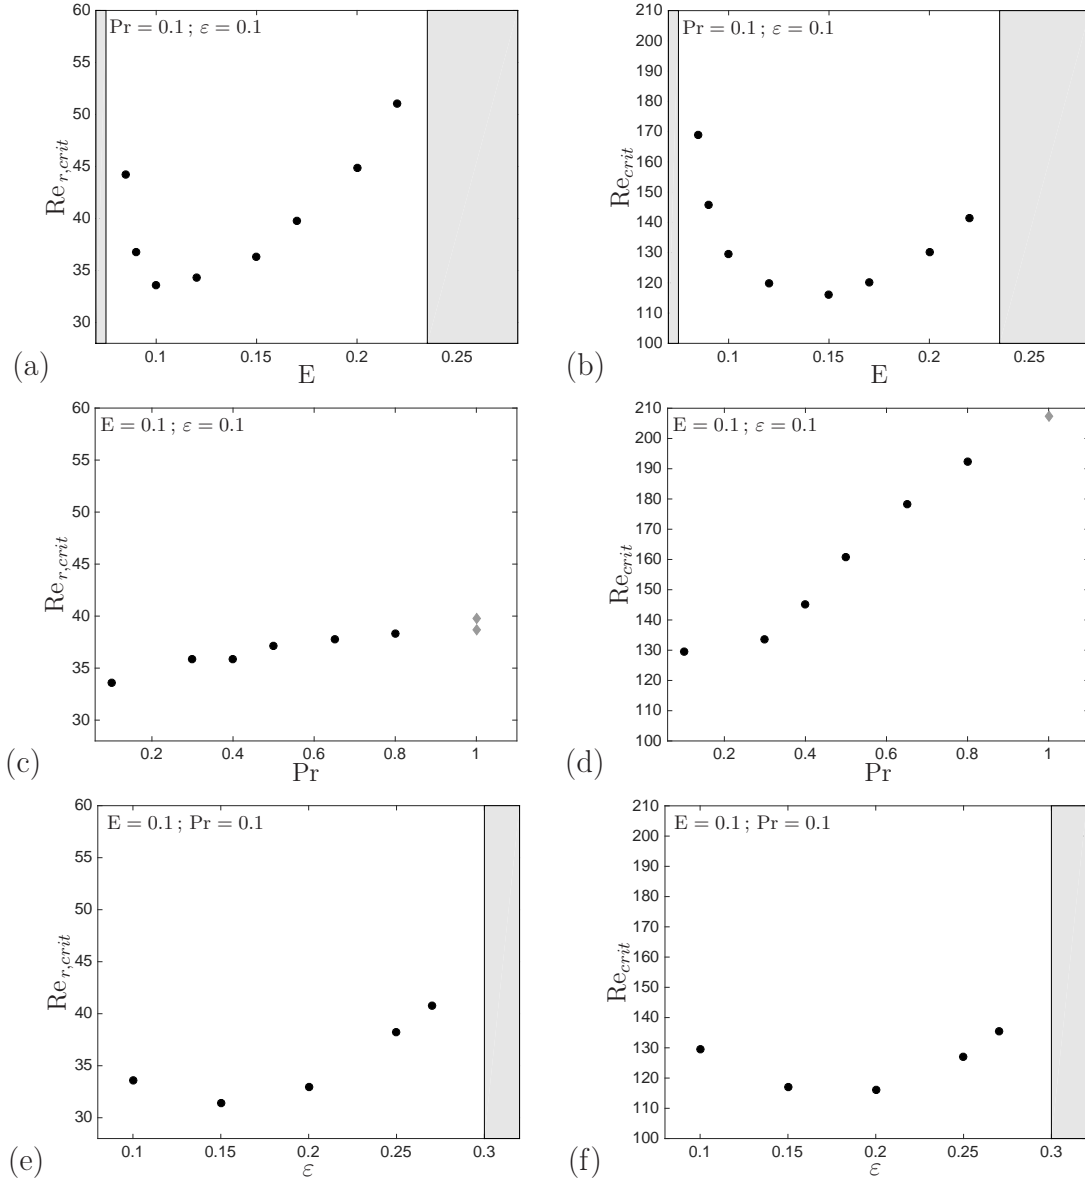 Pr = 0.1 ; ε = 0.1
60
55
50
45
40
35
30
Re_{r,crit}
0.1 0.15 0.2 0.25
E
(a)
Pr = 0.1 ; ε = 0.1
210
200
190
180
170
160
150
140
130
120
110
100
Re_{crit}
0.1 0.15 0.2 0.25
E
(b)
E = 0.1 ; ε = 0.1
60
55
50
45
40
35
30
Re_{r,crit}
0.2 0.4 0.6 0.8 1
Pr
(c)
E = 0.1 ; ε = 0.1
210
200
190
180
170
160
150
140
130
120
110
100
Re_{crit}
0.2 0.4 0.6 0.8 1
Pr
(d)
E = 0.1 ; Pr = 0.1
60
55
50
45
40
35
30
Re_{r,crit}
0.1 0.15 0.2 0.25 0.3
ε
(e)
E = 0.1 ; Pr = 0.1
210
200
190
180
170
160
150
140
130
120
110
100
Re_{crit}
0.1 0.15 0.2 0.25 0.3
ε
(f)